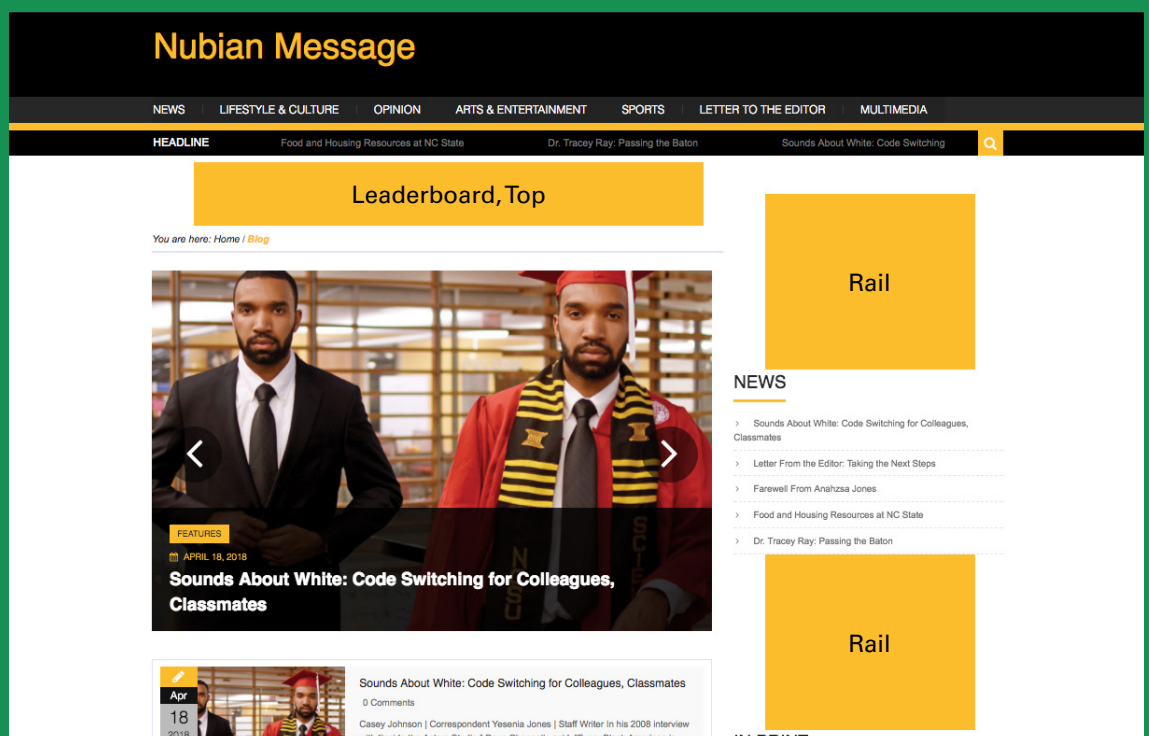 Nubian Message
NEWS
LIFESTYLE & CULTURE
OPINION
ARTS & ENTERTAINMENT
SPORTS
LETTER TO THE EDITOR
MULTIMEDIA
HEADLINE
Food and Housing Resources at NC State
Dr. Tracey Ray: Passing the Baton
Sounds About White: Code Switching
Leaderboard, Top
You are here: Home / Blog
FEATURES
APRIL 18, 2018
Sounds About White: Code Switching for Colleagues,
Classmates
Apr
18
2018
Sounds About White: Code Switching for Colleagues, Classmates
0 Comments
Casey Johnson | Correspondent Yesenia Jones | Staff Writer In his 2008 interview
Rail
NEWS
Sounds About White: Code Switching for Colleagues,
Classmates
Letter From the Editor: Taking the Next Steps
Farewell From Anahzsa Jones
Food and Housing Resources at NC State
Dr. Tracey Ray: Passing the Baton
Rail
IN PRINT